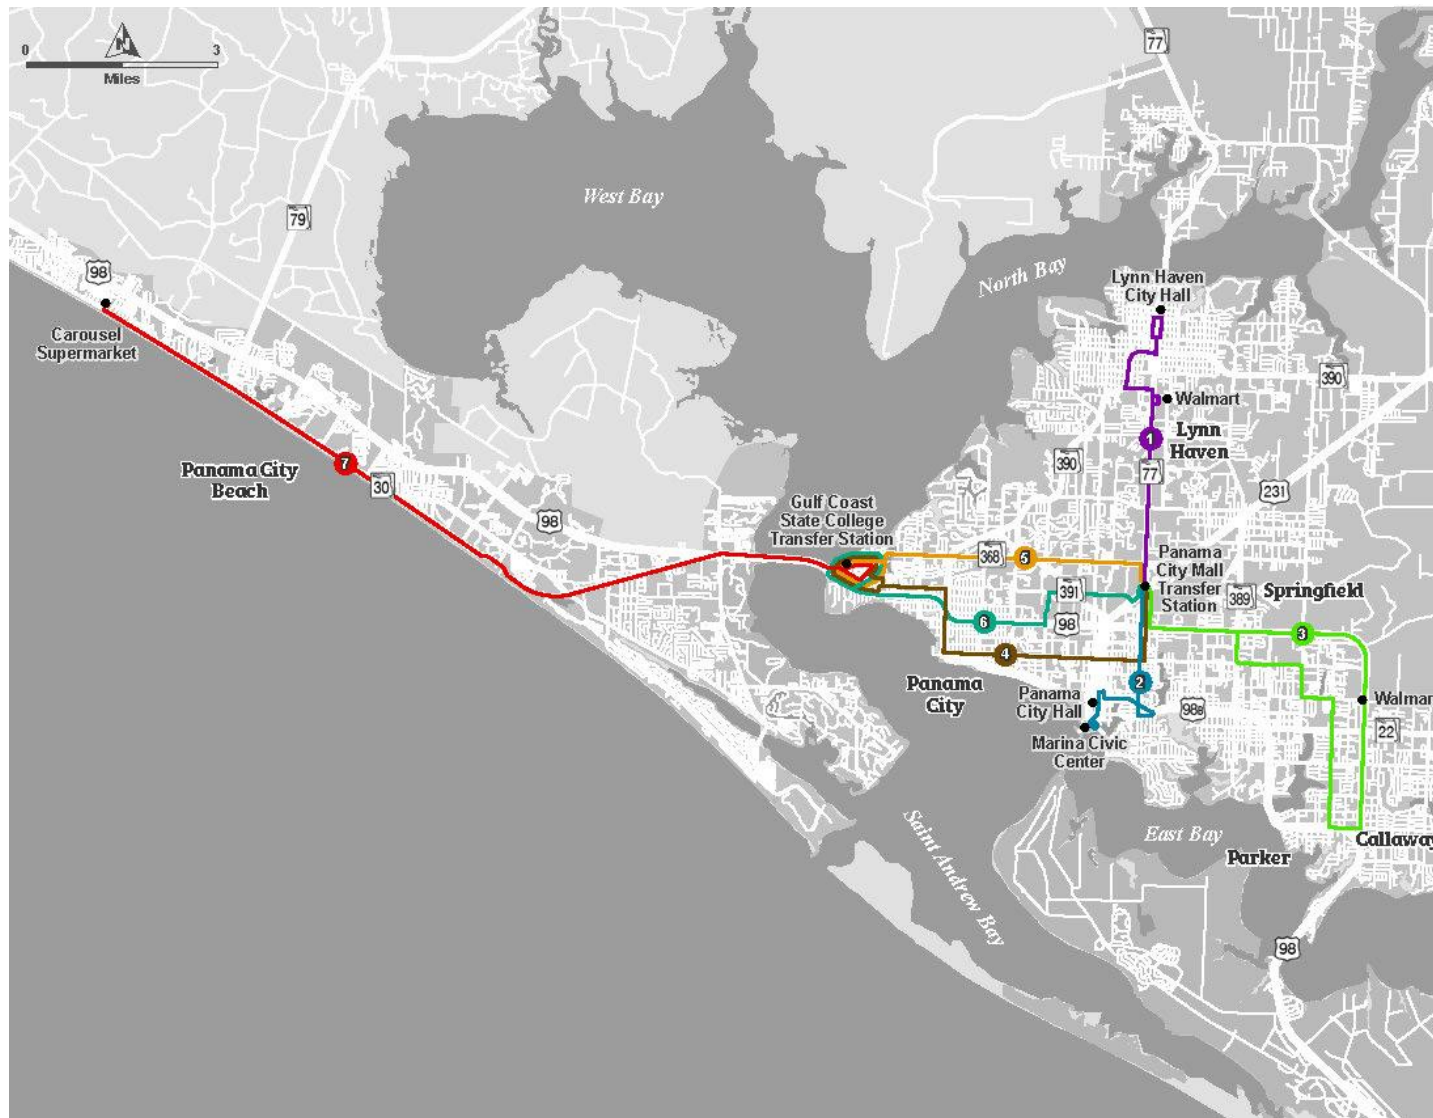 N
0
3
Miles
77
West Bay
79
North Bay
98
Lynn Haven
City Hall
Carousel
Supermarket
390
Walmart
1
Lynn
Haven
Panama City
Beach
7
30
390
77
231
98
Gulf Coast
State College
Transfer Station
368
5
Panama
City Mall
Transfer
Station
391
389
Springfield
6
98
3
4
Panama
City
2
Panama
City Hall
98B
Walmar
22
Marina Civic
Center
Saint Andrew Bay
East Bay
Parker
Callaway
98